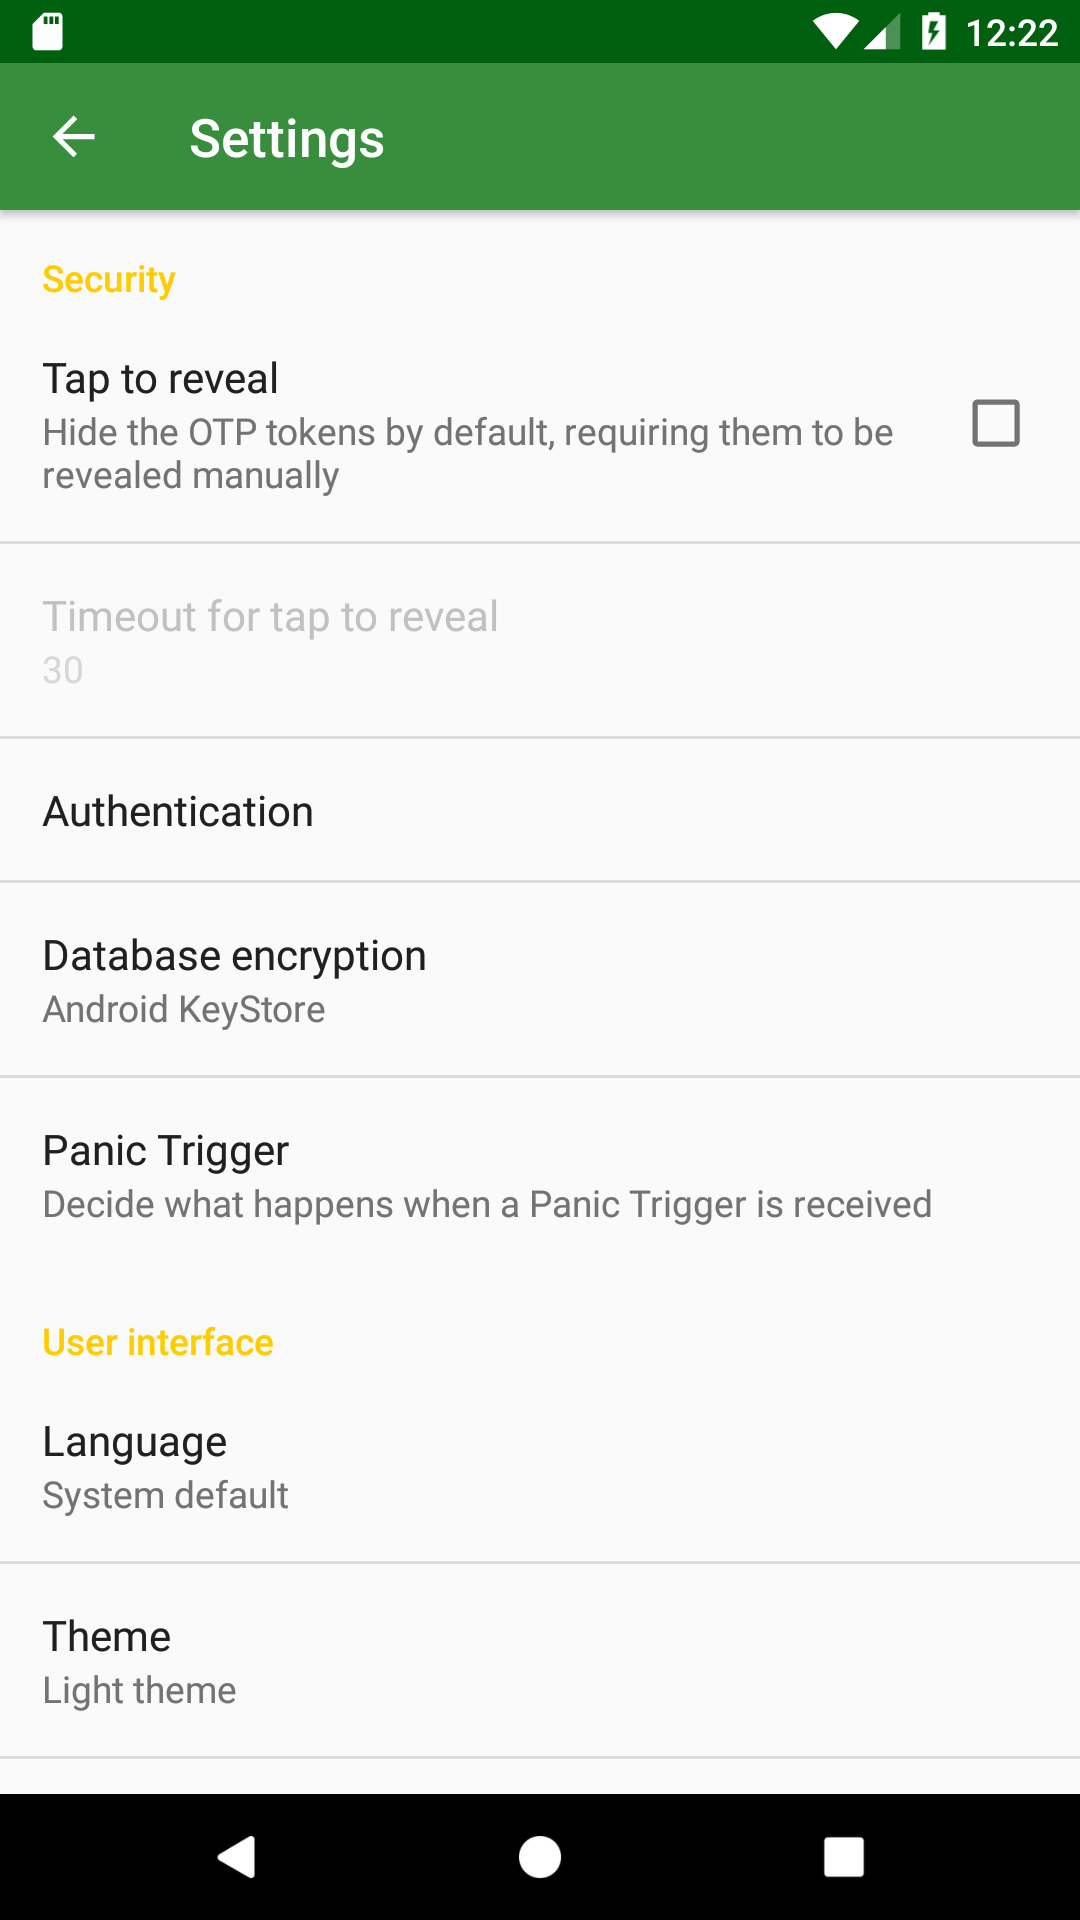 12:22
Settings
Security
Tap to reveal
Hide the OTP tokens by default, requiring them to be
revealed manually
Timeout for tap to reveal
30
Authentication
Database encryption
Android KeyStore
Panic Trigger
Decide what happens when a Panic Trigger is received
User interface
Language
System default
Theme
Light theme